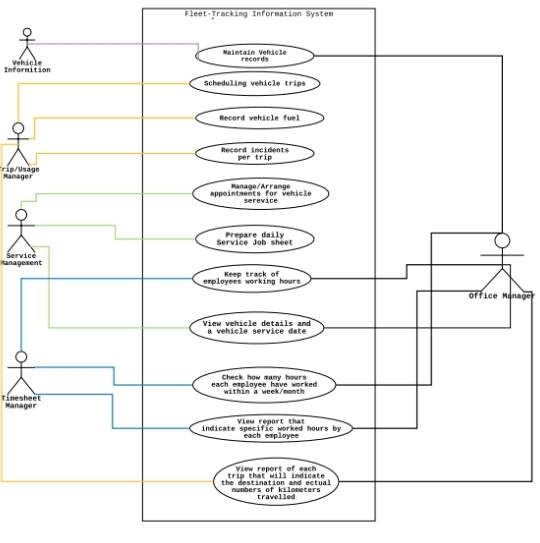 Fleet-Tracking Information System
Vehicle
Informition
Maintain Vehicle
records
Scheduling vehicle trips
Record vehicle fuel
Trip/Usage
Manager
Record incidents
per trip
Manage/Arrange
appointments for vehicle
serevice
Service
Management
Prepare daily
Service Job sheet
Keep track of
employees working hours
Office Manager
View vehicle details and
a vehicle service date
Timesheet
Manager
Check how many hours
each employee have worked
within a week/month
View report that
indicate specific worked hours by
each employee
View report of each
trip that will indicate
the destination and ectual
numbers of kilometers
travelled